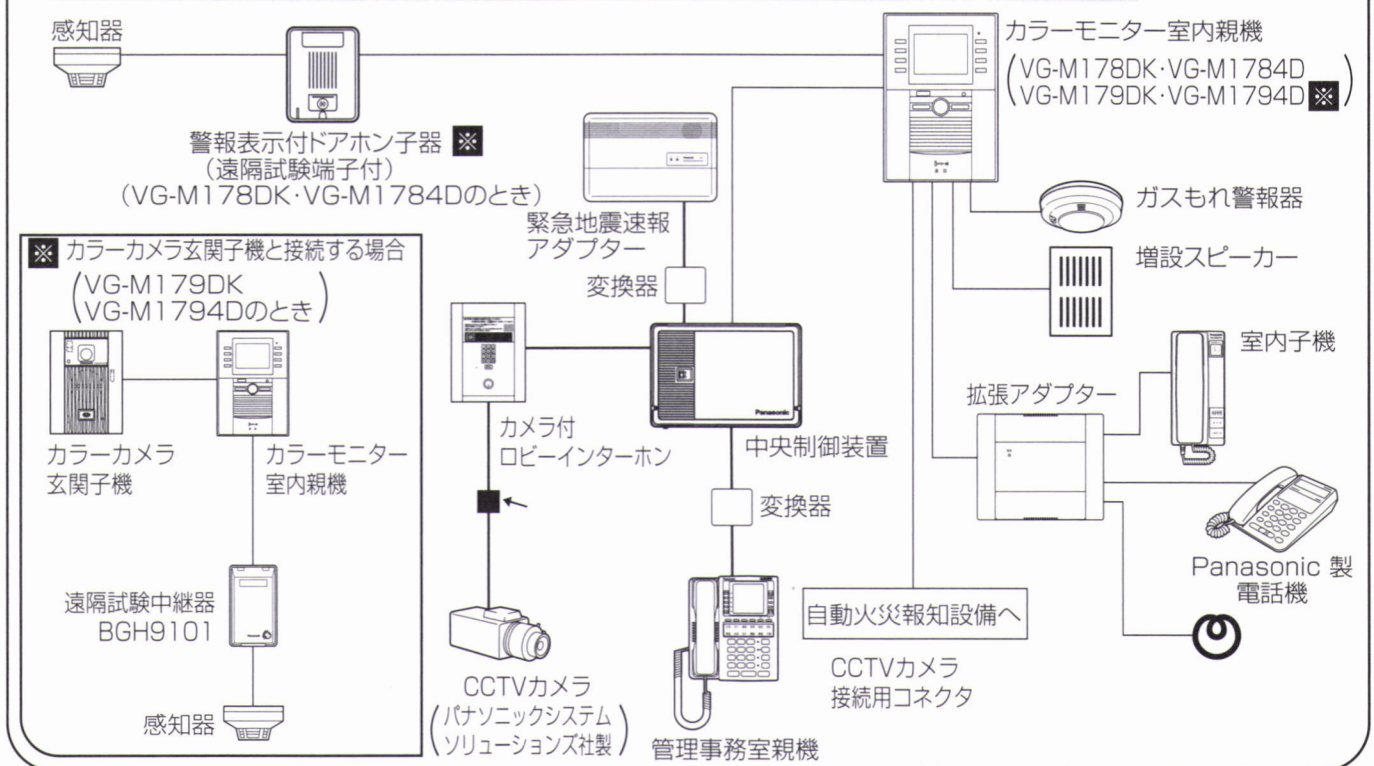 感知器
カラーモニター室内親機
(VG-M178DK・VG-M1784D
VG-M179DK・VG-M1794D※)
警報表示付ドアホン子器 ※
(遠隔試験端子付)
(VG-M178DK・VG-M1784Dのとき)
緊急地震速報
アダプター
ガスもれ警報器
増設スピーカー
※ カラーカメラ玄関子機と接続する場合
(VG-M179DK
VG-M1794Dのとき)
変換器
室内子機
拡張アダプター
Panasonic
カラーカメラ
玄関子機
カラーモニター
室内親機
カメラ付
ロビーインターホン
中央制御装置
変換器
Panasonic 製
電話機
遠隔試験中継器
BGH9101
自動火災報知設備へ
CCTVカメラ
(パナソニックシステム
ソリューションズ社製)
CCTVカメラ
接続用コネクタ
感知器
管理事務室親機